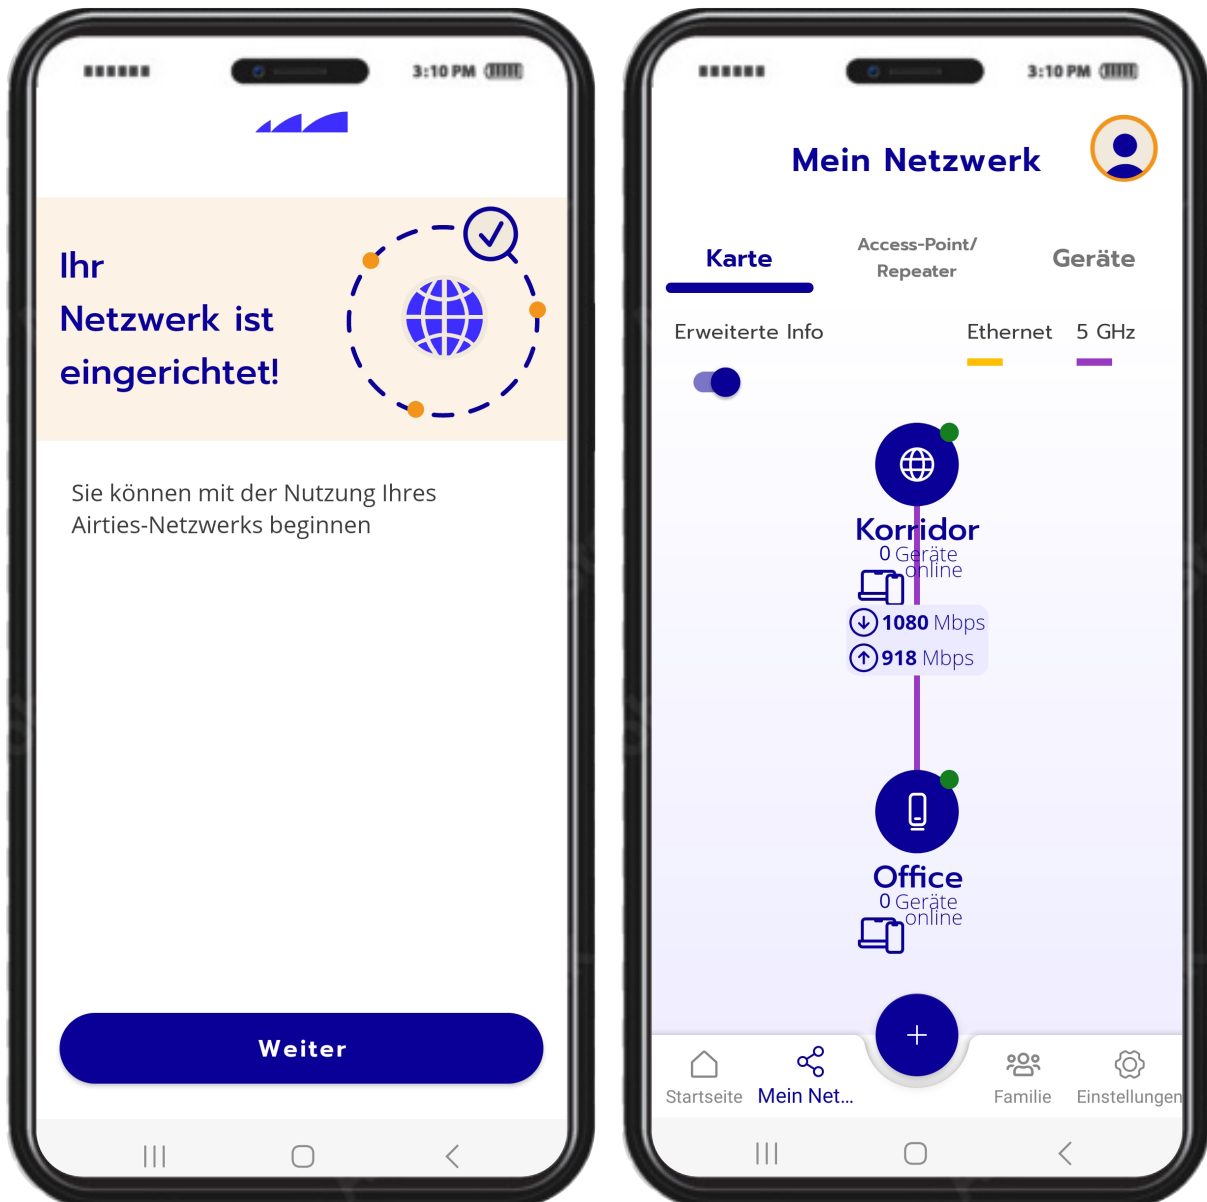 3:10 PM
Ihr
Netzwerk ist
eingerichtet!
Sie können mit der Nutzung Ihres
Airties-Netzwerks beginnen
Weiter
3:10 PM
Mein Netzwerk
Karte
Access-Point/
Repeater
Geräte
Erweiterte Info
Ethernet
5 GHz
Korridor
0 Geräte
online
1080 Mbps
918 Mbps
Office
0 Geräte
online
Startseite
Mein Net...
Familie
Einstellungen